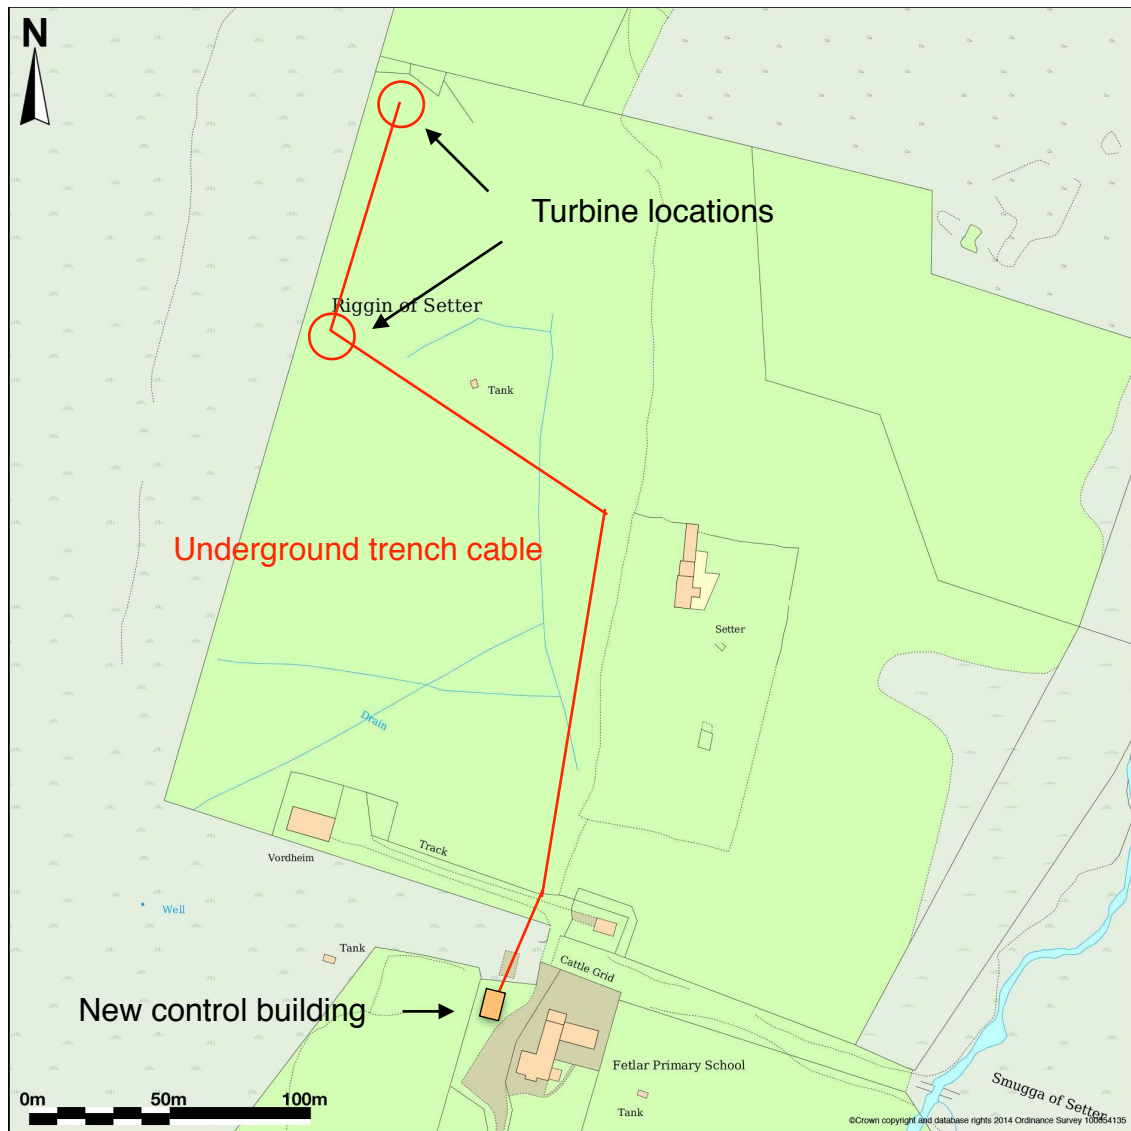 N
Turbine locations
Riggin of Setter
Tank
Underground trench cable
Setter
Drain
Track
Vordheim
Well
Tank
Cattle Grid
New control building
Fetlar Primary School
Smugga of Setter
Tank
0m 50m 100m
©Crown copyright and database rights 2014 Ordinance Survey 100054135